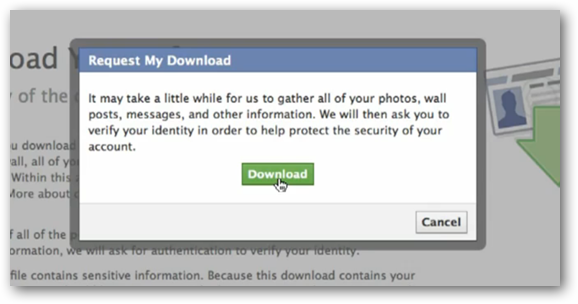 Request My Download
It may take a little while for us to gather all of your photos, wall
posts, messages, and other information. We will then ask you to
verify your identity in order to help protect the security of your
account.
Download
Cancel
of the
download
all of
Within this
More about
all of the
we will ask for authentication to verify your identity.
file contains sensitive information. Because this download contains your